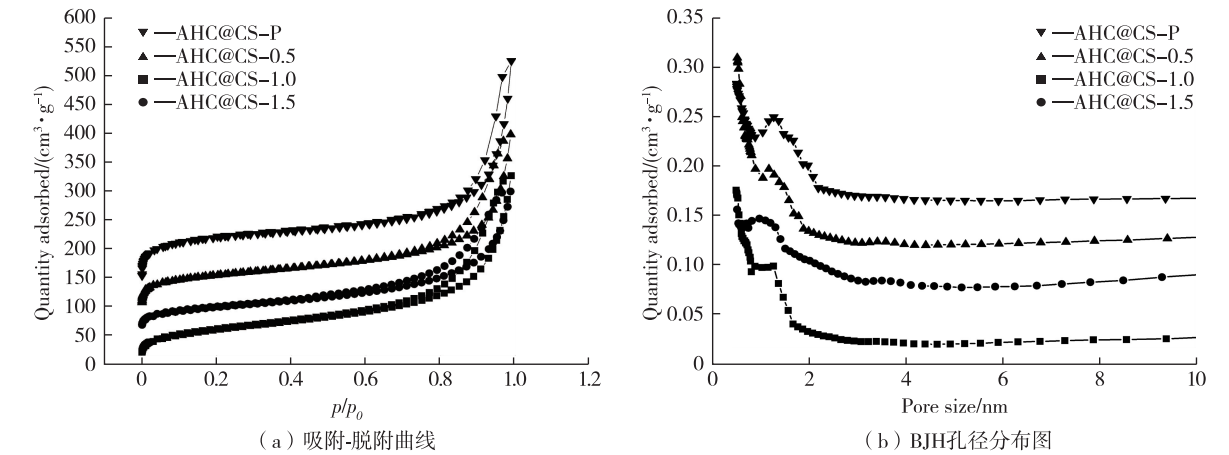 600
550
500
450
400
350
300
250
200
150
100
50
0
Quantity adsorbed/(cm³·g⁻¹)
AHC@CS-P
AHC@CS-0.5
AHC@CS-1.0
AHC@CS-1.5
0 0.2 0.4 0.6 0.8 1.0 1.2
p/p₀
(a)吸附-脱附曲线
0.35
0.30
0.25
0.20
0.15
0.10
0.05
0
Quantity adsorbed/(cm³·g⁻¹)
AHC@CS-P
AHC@CS-0.5
AHC@CS-1.0
AHC@CS-1.5
0 2 4 6 8 10
Pore size/nm
(b)BJH孔径分布图